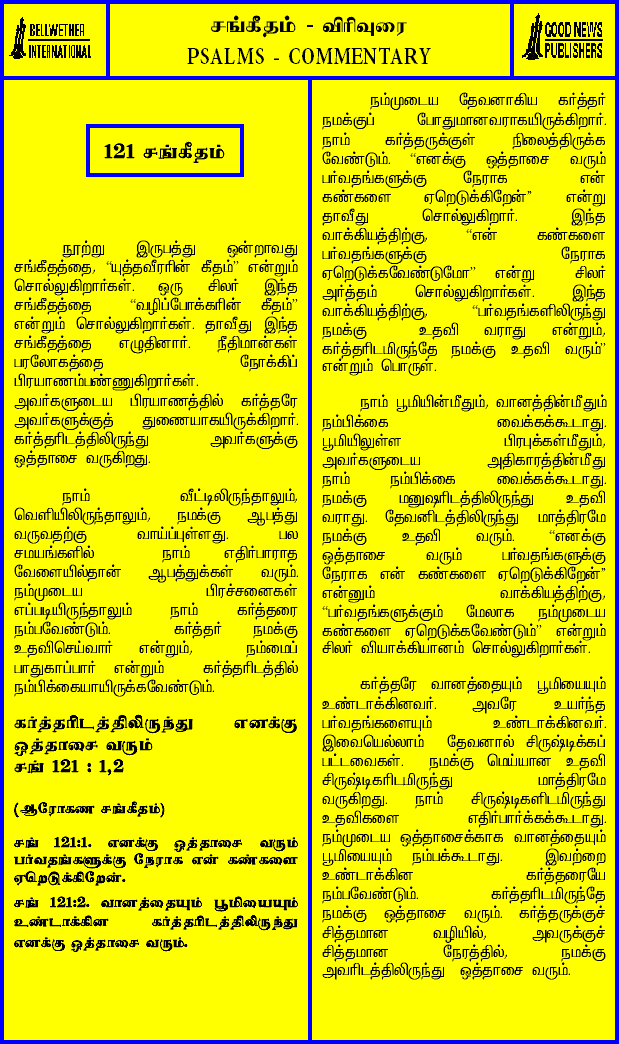 BELLWETHER
INTERNATIONAL
சங்கீதம் - விரிவுரை
PSALMS - COMMENTARY
GOOD NEWS
PUBLISHERS
121 சங்கீதம்
நூற்று இருபத்து ஒன்றாவது
சங்கீதத்தை, “யுத்தவீரரின் கீதம்” என்றும்
சொல்லுகிறார்கள். ஒரு சிலர் இந்த
சங்கீதத்தை “வழிப்போக்கரின் கீதம்”
என்றும் சொல்லுகிறார்கள். தாவீது இந்த
சங்கீதத்தை எழுதினார். நீதிமான்கள்
பரலோகத்தை நோக்கிப்
பிரயாணம்பண்ணுகிறார்கள்.
அவர்களுடைய பிரயாணத்தில் கர்த்தரே
அவர்களுக்குத் துணையாகயிருக்கிறார்.
கர்த்தரிடத்திலிருந்து அவர்களுக்கு
ஒத்தாசை வருகிறது.
நாம் வீட்டிலிருந்தாலும்,
வெளியிலிருந்தாலும், நமக்கு ஆபத்து
வருவதற்கு வாய்ப்புள்ளது. பல
சமயங்களில் நாம் எதிர்பாராத
வேளையில்தான் ஆபத்துக்கள் வரும்.
நம்முடைய பிரச்சனைகள்
எப்படியிருந்தாலும் நாம் கர்த்தரை
நம்பவேண்டும். கர்த்தர் நமக்கு
உதவிசெய்வார் என்றும், நம்மைப்
பாதுகாப்பார் என்றும் கர்த்தரிடத்தில்
நம்பிக்கையாயிருக்கவேண்டும்.
கர்த்தரிடத்திலிருந்து எனக்கு
ஒத்தாசை வரும்
சங் 121 : 1,2
(ஆரோகண சங்கீதம்)
சங் 121:1. எனக்கு ஒத்தாசை வரும்
பர்வதங்களுக்கு நேராக என் கண்களை
ஏறெடுக்கிறேன்.
சங் 121:2. வானத்தையும் பூமியையும்
உண்டாக்கின கர்த்தரிடத்திலிருந்து
எனக்கு ஒத்தாசை வரும்.
நம்முடைய தேவனாகிய கர்த்தர்
நமக்குப் போதுமானவராகயிருக்கிறார்.
நாம் கர்த்தருக்குள் நிலைத்திருக்க
வேண்டும். “எனக்கு ஒத்தாசை வரும்
பர்வதங்களுக்கு நேராக என்
கண்களை ஏறெடுக்கிறேன்” என்று
தாவீது சொல்லுகிறார். இந்த
வாக்கியத்திற்கு, “என் கண்களை
பர்வதங்களுக்கு நேராக
ஏறெடுக்கவேண்டுமோ” என்று சிலர்
அர்த்தம் சொல்லுகிறார்கள். இந்த
வாக்கியத்திற்கு, “பர்வதங்களிலிருந்து
நமக்கு உதவி வராது என்றும்,
கர்த்தரிடமிருந்தே நமக்கு உதவி வரும்”
என்றும் பொருள்.
நாம் பூமியின்மீதும், வானத்தின்மீதும்
நம்பிக்கை வைக்கக்கூடாது.
பூமியிலுள்ள பிரபுக்கள்மீதும்,
அவர்களுடைய அதிகாரத்தின்மீது
நாம் நம்பிக்கை வைக்கக்கூடாது.
நமக்கு மனுஷரிடத்திலிருந்து உதவி
வராது. தேவனிடத்திலிருந்து மாத்திரமே
நமக்கு உதவி வரும். “எனக்கு
ஒத்தாசை வரும் பர்வதங்களுக்கு
நேராக என் கண்களை ஏறெடுக்கிறேன்”
என்னும் வாக்கியத்திற்கு,
“பர்வதங்களுக்கும் மேலாக நம்முடைய
கண்களை ஏறெடுக்கவேண்டும்” என்றும்
சிலர் வியாக்கியானம் சொல்லுகிறார்கள்.
கர்த்தரே வானத்தையும் பூமியையும்
உண்டாக்கினவர். அவரே உயர்ந்த
பர்வதங்களையும் உண்டாக்கினவர்.
இவையெல்லாம் தேவனால் சிருஷ்டிக்கப்
பட்டவைகள். நமக்கு மெய்யான உதவி
சிருஷ்டிகரிடமிருந்து மாத்திரமே
வருகிறது. நாம் சிருஷ்டிகளிடமிருந்து
உதவிகளை எதிர்பார்க்கக்கூடாது.
நம்முடைய ஒத்தாசைக்காக வானத்தையும்
பூமியையும் நம்பக்கூடாது. இவற்றை
உண்டாக்கின கர்த்தரையே
நம்பவேண்டும். கர்த்தரிடமிருந்தே
நமக்கு ஒத்தாசை வரும். கர்த்தருக்குச்
சித்தமான வழியில், அவருக்குச்
சித்தமான நேரத்தில், நமக்கு
அவரிடத்திலிருந்து ஒத்தாசை வரும்.